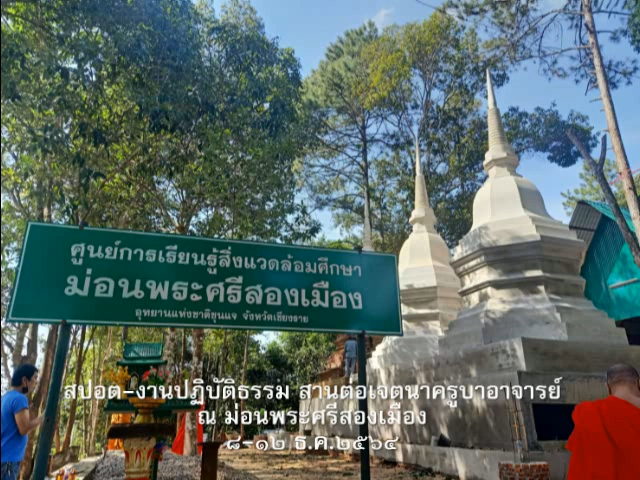 ศูนย์การเรียนรู้สิ่งแวดล้อมศึกษา
ม่อนพระศรีสองเมือง
อุทยานแห่งชาติขุนแจ จังหวัดเชียงราย
สปอต-งานปฏิบัติธรรม สานต่อเจตนาครูบาอาจารย์
ณ ม่อนพระศรีสองเมือง
๘-๑๒ ธ.ค.๒๕๖๔